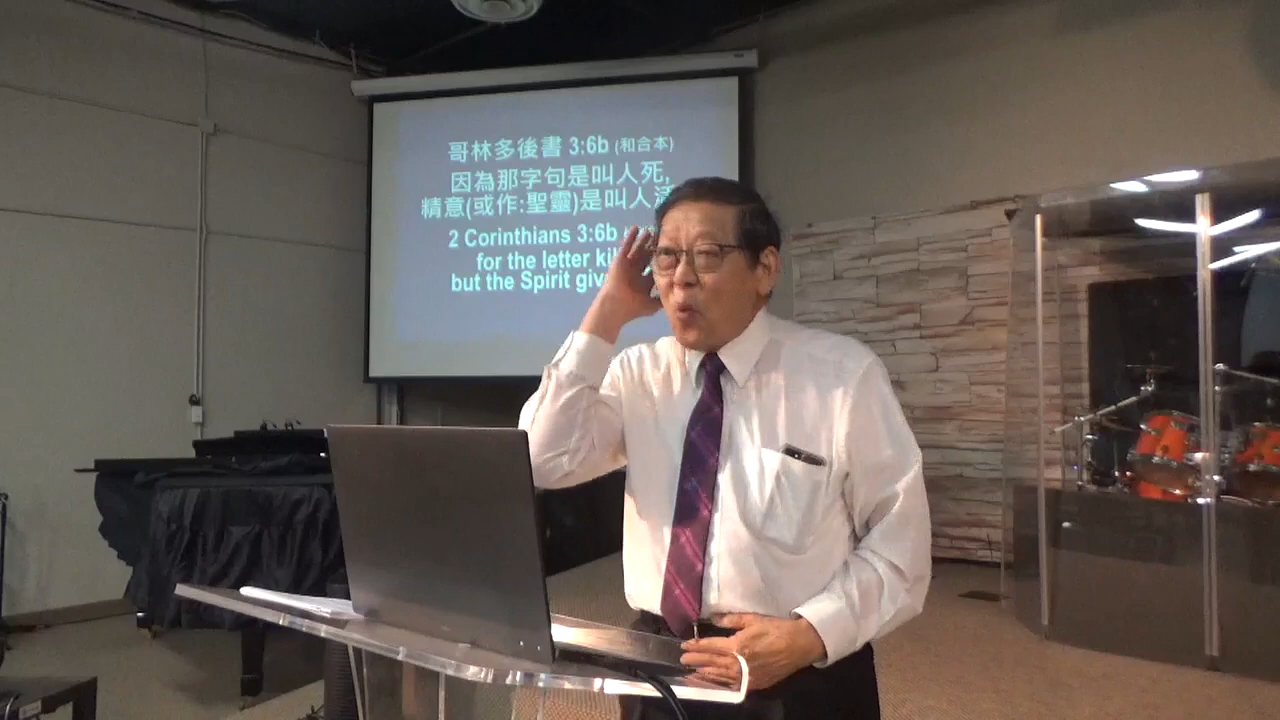 哥林多後書 3:6b (和合本)
因為那字句是叫人死,
精意(或作:聖靈)是叫人活
2 Corinthians 3:6b
for the letter
but the Spirit